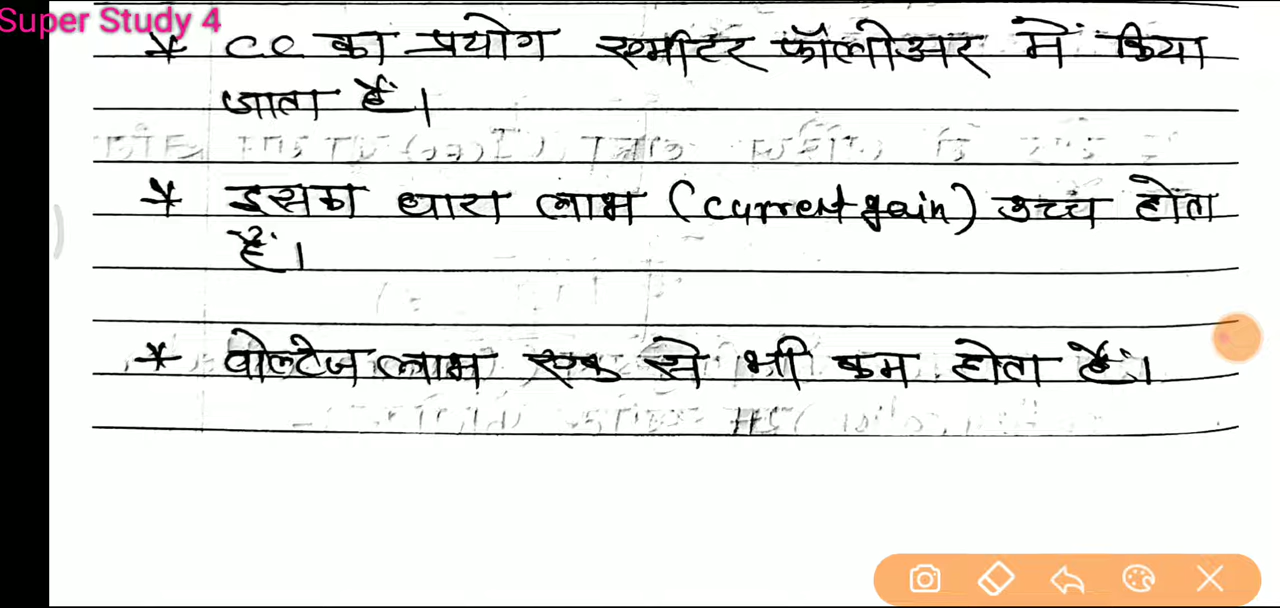 Super Study 4
* CC का प्रयोग एमीटर फॉलोअर में किया
जाता हैं।
* इसका धारा लाभ (current gain) उच्चं होता
हैं।
* वोल्टेज लाभ एक से भी कम होता हैं।